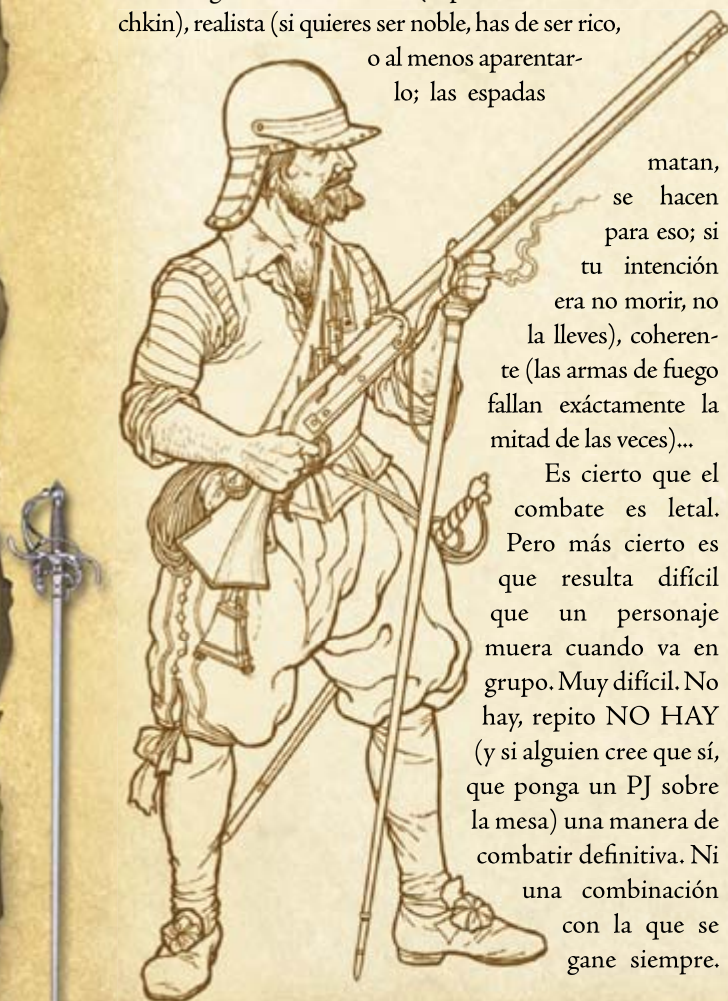 chkin), realista (si quieres ser noble, has de ser rico,
o al menos aparentar-
lo; las espadas
matan,
se hacen
para eso; si
tu intención
era no morir, no
la lleves), coheren-
te (las armas de fuego
fallan exáctamente la
mitad de las veces)...
Es cierto que el
combate es letal.
Pero más cierto es
que resulta difícil
que un personaje
muera cuando va en
grupo. Muy difícil. No
hay, repito NO HAY
(y si alguien cree que sí,
que ponga un PJ sobre
la mesa) una manera de
combatir definitiva. Ni
una combinación
con la que se
gane siempre.